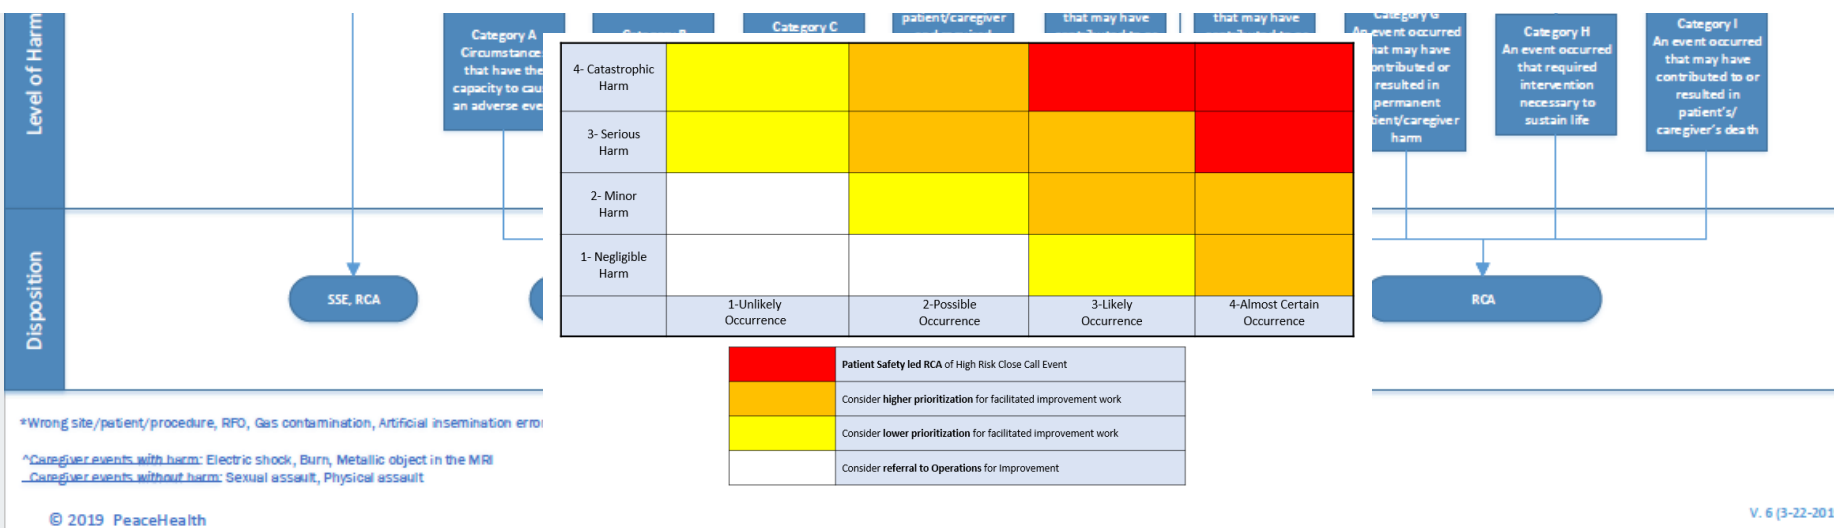 Level of Harm
Category A
Circumstance
that have the
capacity to cau
an adverse eve
Category C
patient/caregiver
that may have
that may have
Category G
An event occurred
that may have
contributed or
resulted in
permanent
harm
Category H
An event occurred
that required
intervention
necessary to
sustain life
Category I
An event occurred
that may have
contributed to or
resulted in
patient's/
caregiver's death
4- Catastrophic
Harm
3- Serious
Harm
2- Minor
Harm
1- Negligible
Harm
1-Unlikely
Occurrence
2-Possible
Occurrence
3-Likely
Occurrence
4-Almost Certain
Occurrence
Disposition
SSE, RCA
RCA
Patient Safety led RCA of High Risk Close Call Event
Consider higher prioritization for facilitated improvement work
Consider lower prioritization for facilitated improvement work
Consider referral to Operations for Improvement
*Wrong site/patient/procedure, RFO, Gas contamination, Artificial insemination erro
^Caregiver events with harm: Electric shock, Burn, Metallic object in the MRI
Caregiver events without harm: Sexual assault, Physical assault
© 2019 PeaceHealth
V. 6 (3-22-201